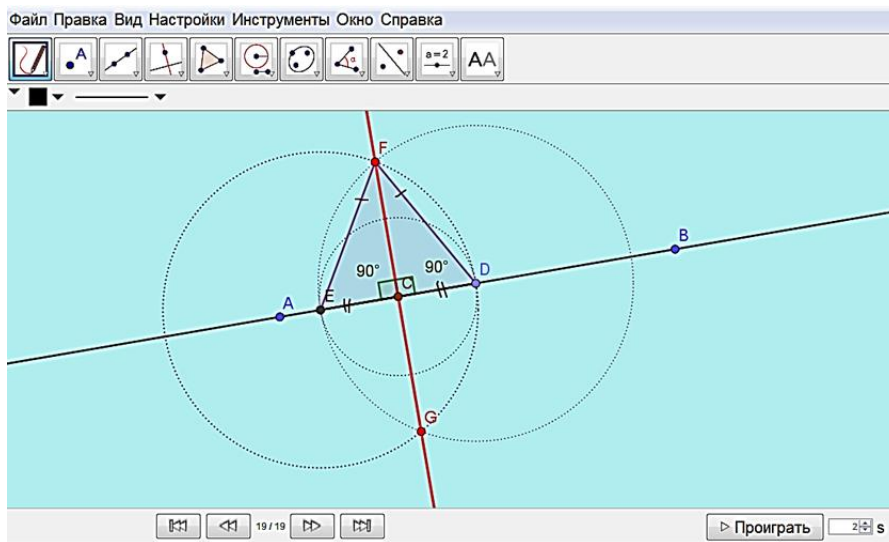 Файл Правка Вид Настройки Инструменты Окно Справка
A α a=2 AA
F
B
90° 90° D
C
E
A
G
19 / 19 Проиграть 2 s